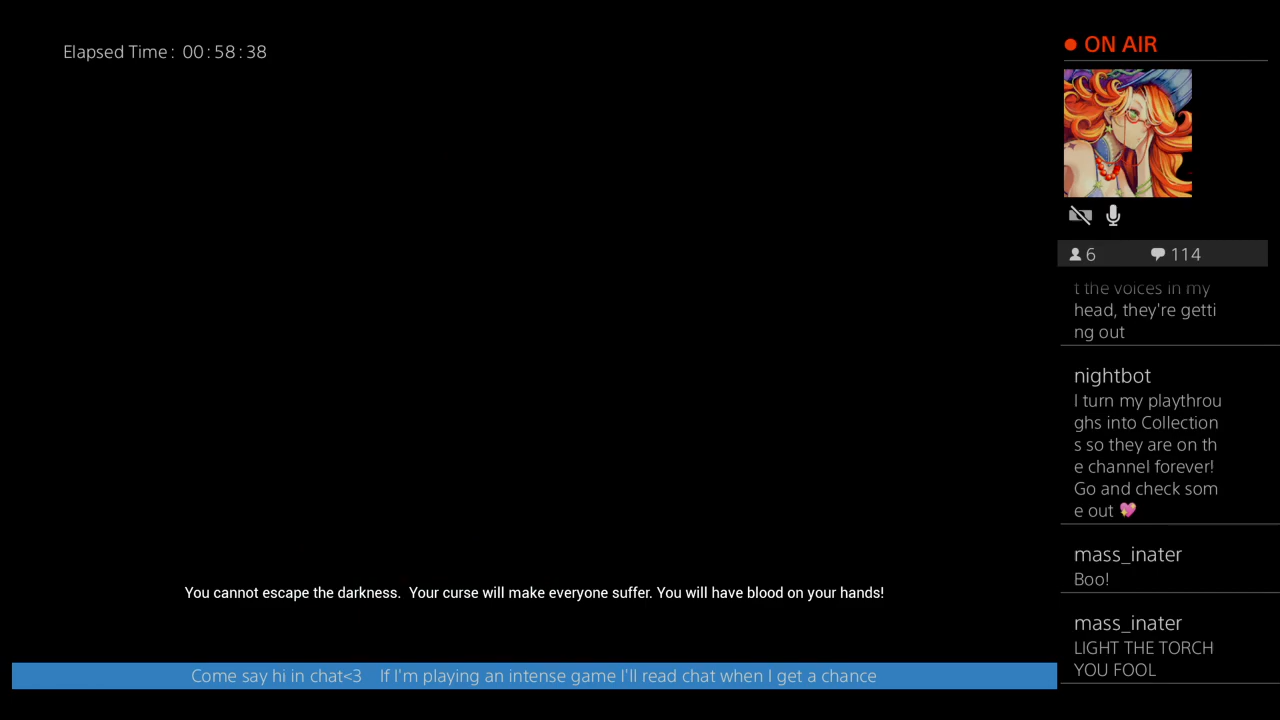 Elapsed Time: 00:58:38
ON AIR
6 114
t the voices in my
head, they're getti
ng out
nightbot
I turn my playthrou
ghs into Collection
s so they are on th
e channel forever!
Go and check som
e out 💖
mass_inater
Boo!
mass_inater
LIGHT THE TORCH
YOU FOOL
You cannot escape the darkness. Your curse will make everyone suffer. You will have blood on your hands!
Come say hi in chat<3 If I'm playing an intense game I'll read chat when I get a chance